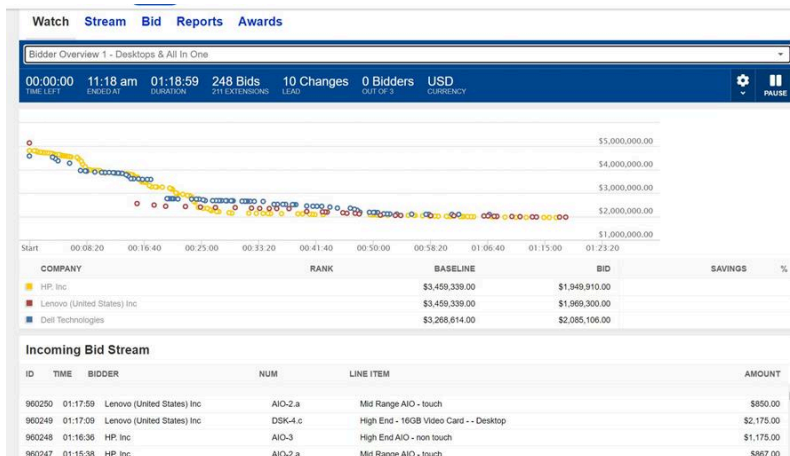 Watch Stream Bid Reports Awards
Bidder Overview 1 - Desktops & All In One
00:00:00 11:18 am 01:18:59 248 Bids 10 Changes 0 Bidders USD
TIME LEFT ENDED AT DURATION 211 EXTENSIONS LEAD OUT OF 3 CURRENCY PAUSE
$5,000,000.00
$4,000,000.00
$3,000,000.00
$2,000,000.00
$1,000,000.00
Start 00:08:20 00:16:40 00:25:00 00:33:20 00:41:40 00:50:00 00:58:20 01:06:40 01:15:00 01:23:20
COMPANY RANK BASELINE BID SAVINGS %
HP. Inc $3,459,339.00 $1,949,910.00
Lenovo (United States) Inc $3,459,339.00 $1,969,300.00
Dell Technologies $3,268,614.00 $2,085,106.00
Incoming Bid Stream
ID TIME BIDDER NUM LINE ITEM AMOUNT
960250 01:17:59 Lenovo (United States) Inc AIO-2.a Mid Range AIO - touch $850.00
960249 01:17:09 Lenovo (United States) Inc DSK-4.c High End - 16GB Video Card - - Desktop $2,175.00
960248 01:16:36 HP. Inc AIO-3 High End AIO - non touch $1,175.00
960247 01:15:38 HP. Inc AIO-2.a Mid Range AIO - touch $867.00